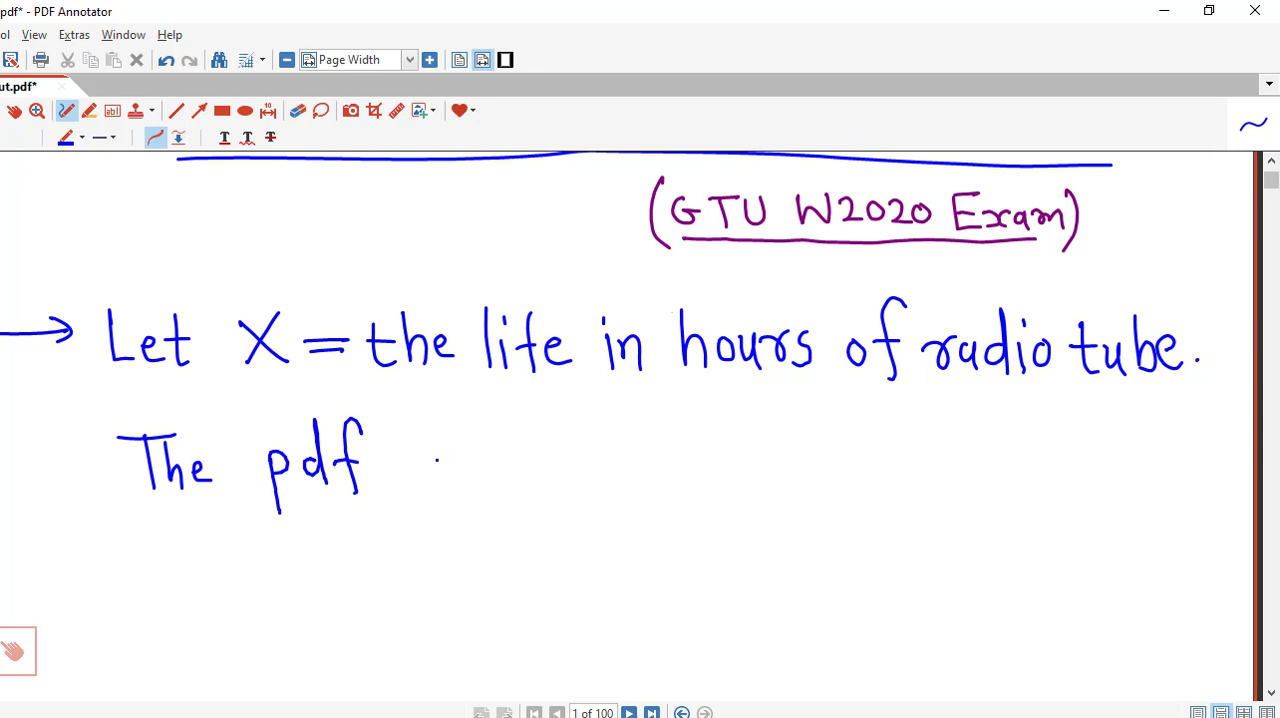 .pdf* - PDF Annotator
ol View Extras Window Help
Page Width
ut.pdf*
(GTU W2020 Exam)
→ Let X = the life in hours of radio tube.
The pdf
1 of 100